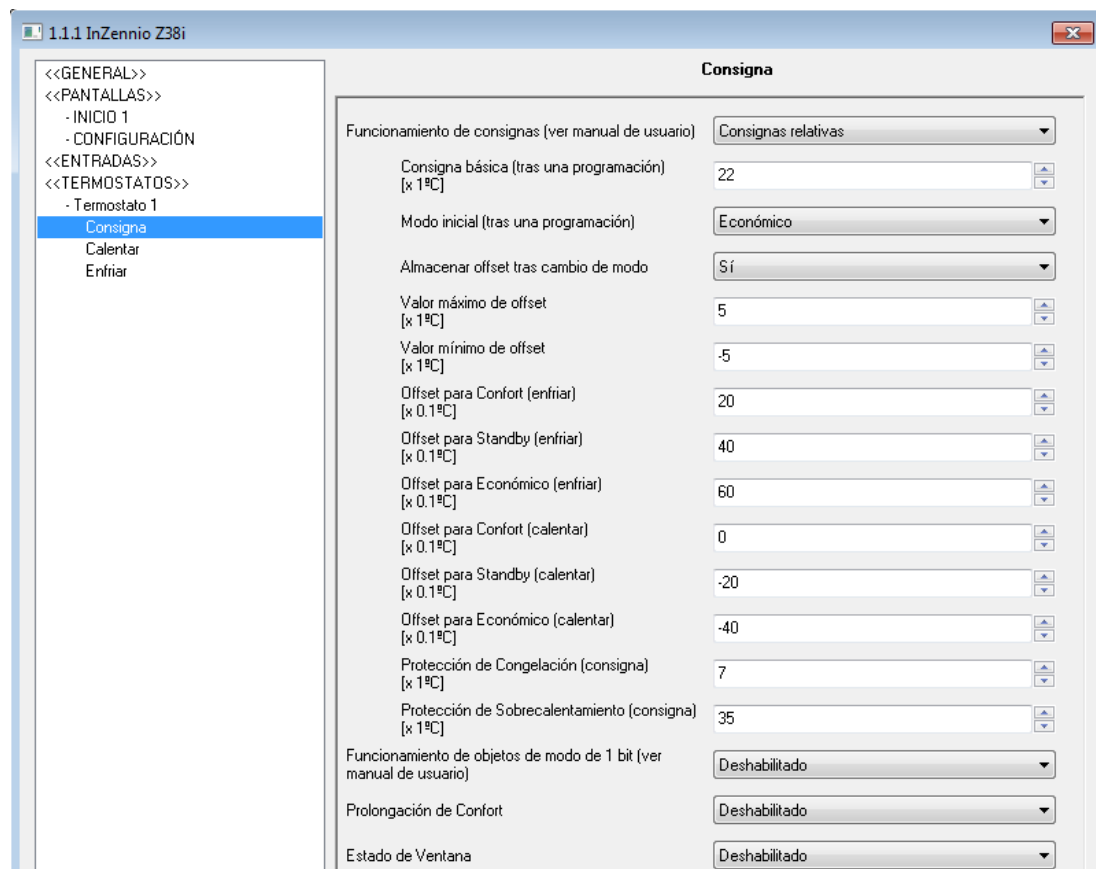 1.1.1 InZennio Z38i
<<GENERAL>>
<<PANTALLAS>>
- INICIO 1
- CONFIGURACIÓN
<<ENTRADAS>>
<<TERMOSTATOS>>
- Termostato 1
Consigna
Calentar
Enfriar
Consigna
Funcionamiento de consignas (ver manual de usuario) Consignas relativas
Consigna básica (tras una programación)
[x 1ºC] 22
Modo inicial (tras una programación) Económico
Almacenar offset tras cambio de modo Sí
Valor máximo de offset
[x 1ºC] 5
Valor mínimo de offset
[x 1ºC] -5
Offset para Confort (enfriar)
[x 0.1ºC] 20
Offset para Standby (enfriar)
[x 0.1ºC] 40
Offset para Económico (enfriar)
[x 0.1ºC] 60
Offset para Confort (calentar)
[x 0.1ºC] 0
Offset para Standby (calentar)
[x 0.1ºC] -20
Offset para Económico (calentar)
[x 0.1ºC] -40
Protección de Congelación (consigna)
[x 1ºC] 7
Protección de Sobrecalentamiento (consigna)
[x 1ºC] 35
Funcionamiento de objetos de modo de 1 bit (ver
manual de usuario) Deshabilitado
Prolongación de Confort Deshabilitado
Estado de Ventana Deshabilitado